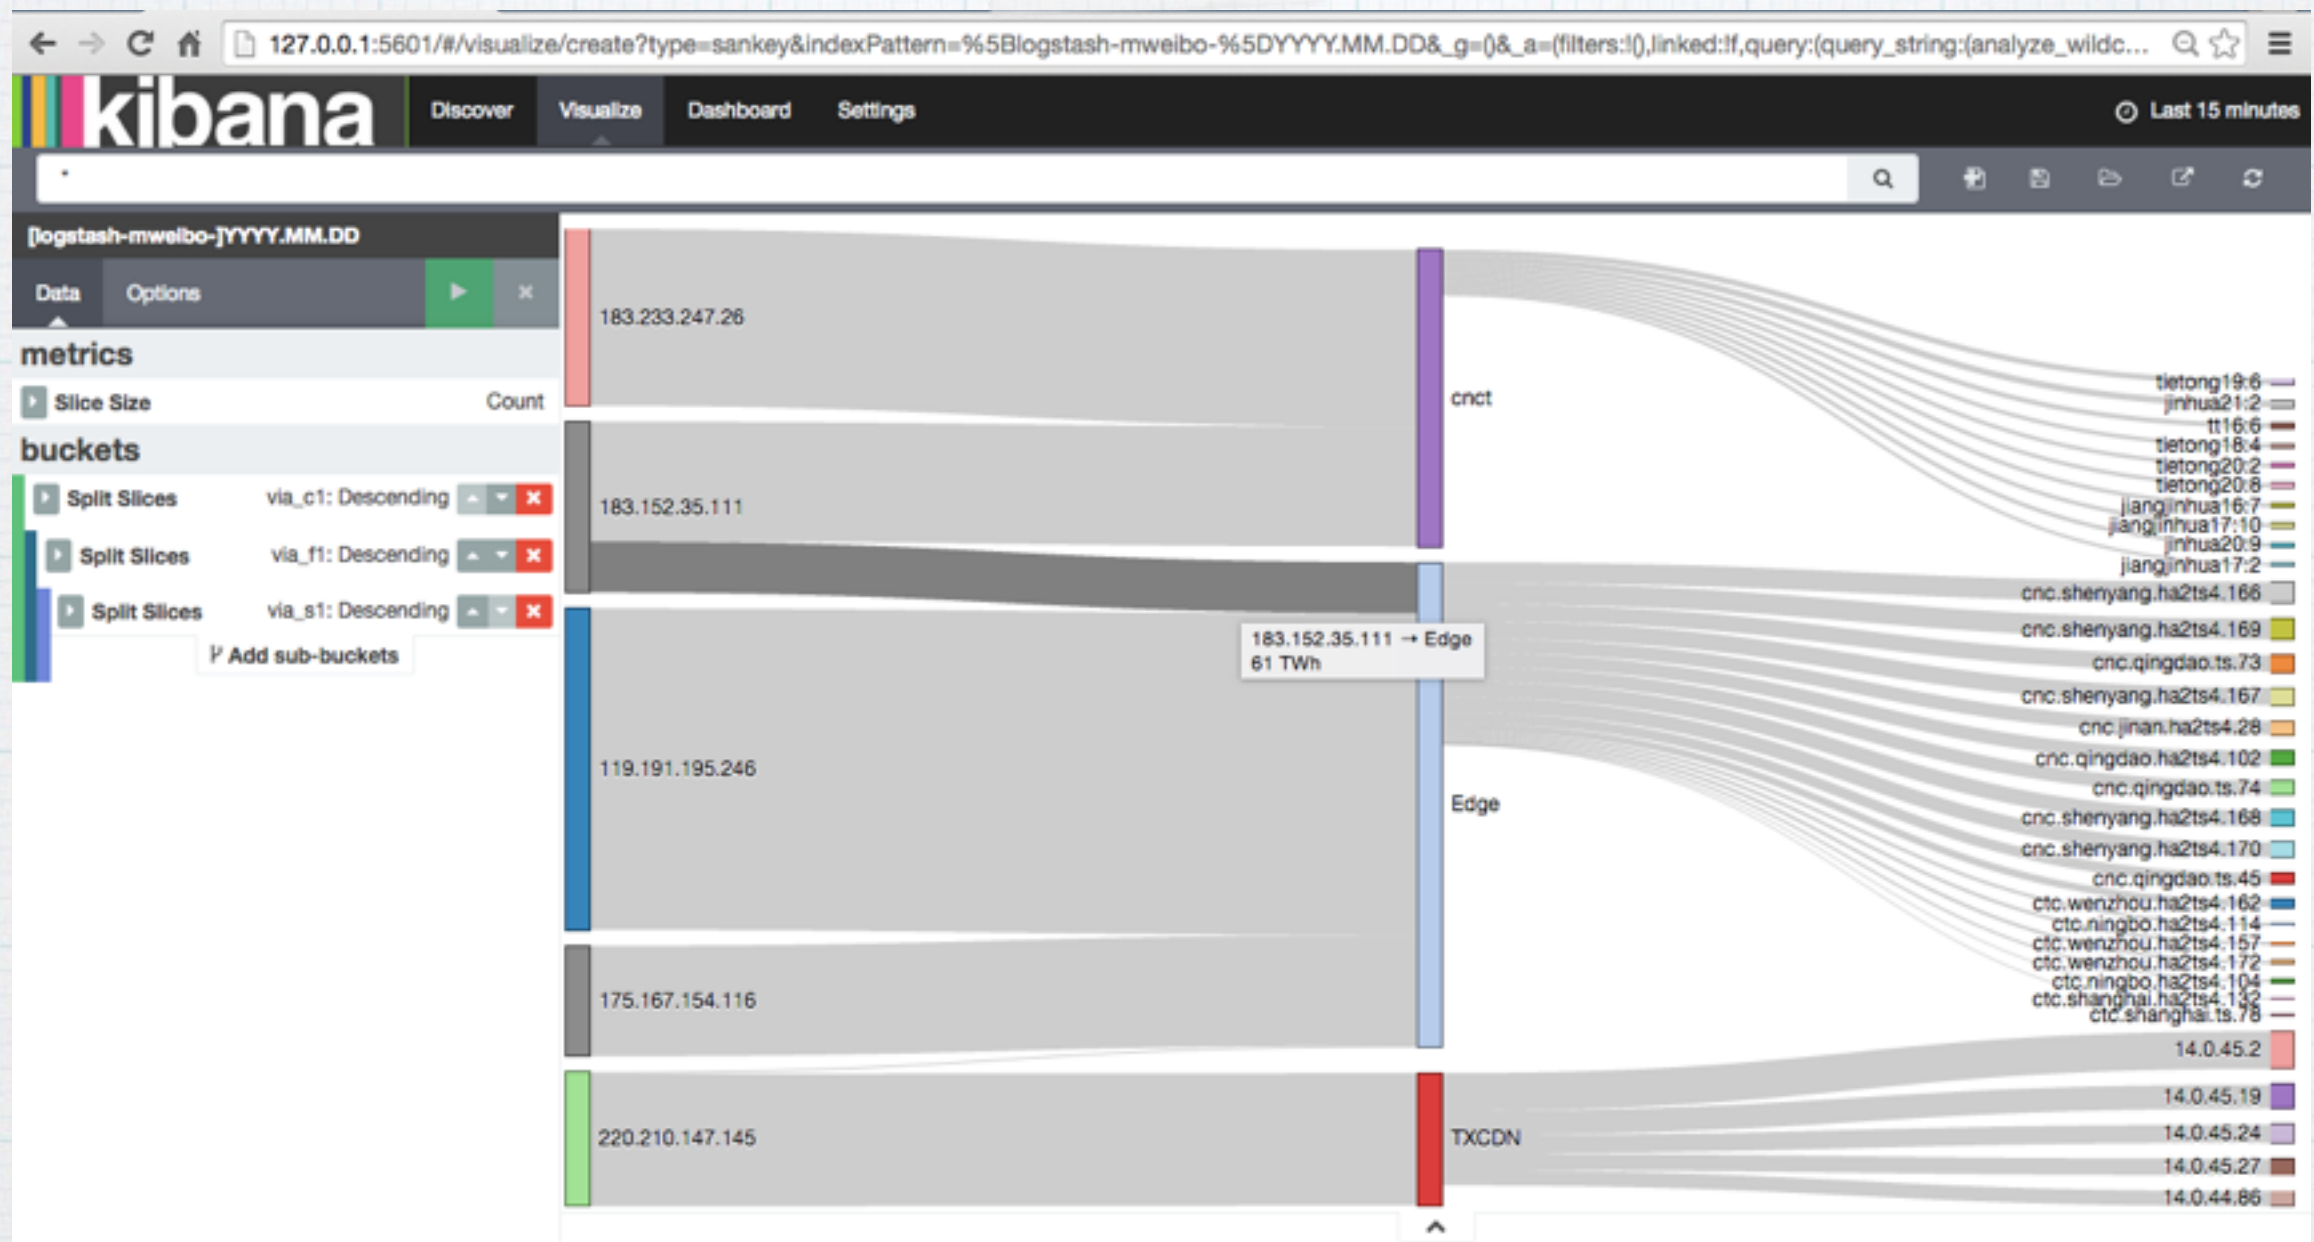 127.0.0.1:5601/#/visualize/create?type=sankey&indexPattern=%5Blogstash-mweibo-%5DYYYY.MM.DD&_g=()&_a=(filters:!(),linked:!f,query:(query_string:(analyze_wildc...
kibana Discover Visualize Dashboard Settings Last 15 minutes
*
[logstash-mweibo-]YYYY.MM.DD
Data Options
metrics
Slice Size Count
buckets
Split Slices via_c1: Descending
Split Slices via_f1: Descending
Split Slices via_s1: Descending
Add sub-buckets
183.233.247.26
183.152.35.111
119.191.195.246
175.167.154.116
220.210.147.145
cnct
183.152.35.111 → Edge
61 TWh
Edge
TXCDN
tietong19:6
jinhua21:2
tt16:6
tietong18:4
tietong20:2
tietong20:8
jiangjinhua16:7
jiangjinhua17:10
jinhua20:9
jiangjinhua17:2
cnc.shenyang.ha2ts4.166
cnc.shenyang.ha2ts4.169
cnc.qingdao.ts.73
cnc.shenyang.ha2ts4.167
cnc.jinan.ha2ts4.28
cnc.qingdao.ha2ts4.102
cnc.qingdao.ts.74
cnc.shenyang.ha2ts4.168
cnc.shenyang.ha2ts4.170
cnc.qingdao.ts.45
ctc.wenzhou.ha2ts4.162
ctc.ningbo.ha2ts4.114
ctc.wenzhou.ha2ts4.157
ctc.wenzhou.ha2ts4.172
ctc.ningbo.ha2ts4.104
ctc.shanghai.ha2ts4.132
ctc.shanghai.ts.78
14.0.45.2
14.0.45.19
14.0.45.24
14.0.45.27
14.0.44.86